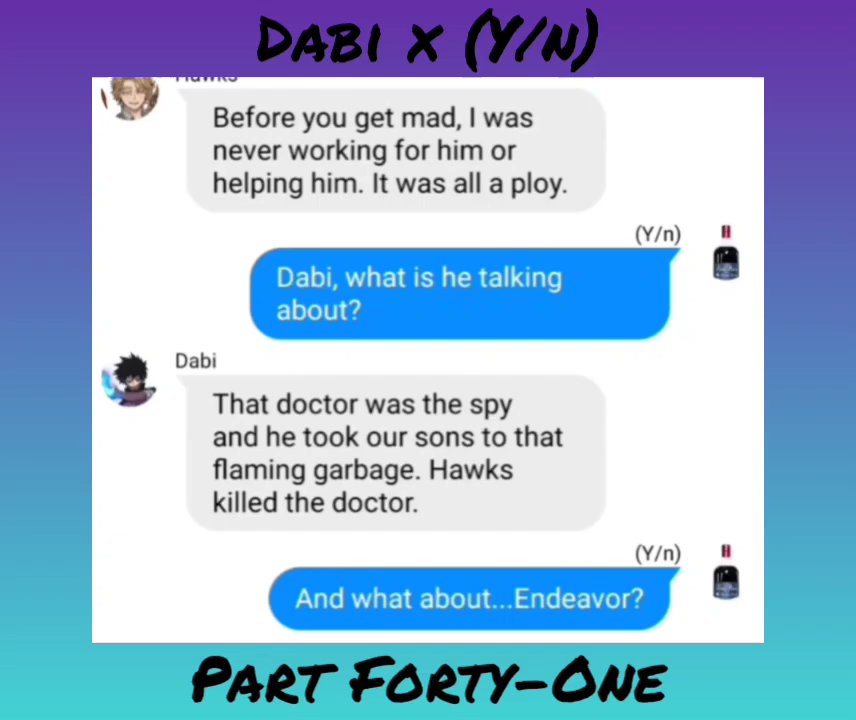 Dabi x (Y/n)
Hawks
Before you get mad, I was
never working for him or
helping him. It was all a ploy.
(Y/n)
Dabi, what is he talking
about?
Dabi
That doctor was the spy
and he took our sons to that
flaming garbage. Hawks
killed the doctor.
(Y/n)
And what about...Endeavor?
Part Forty-One